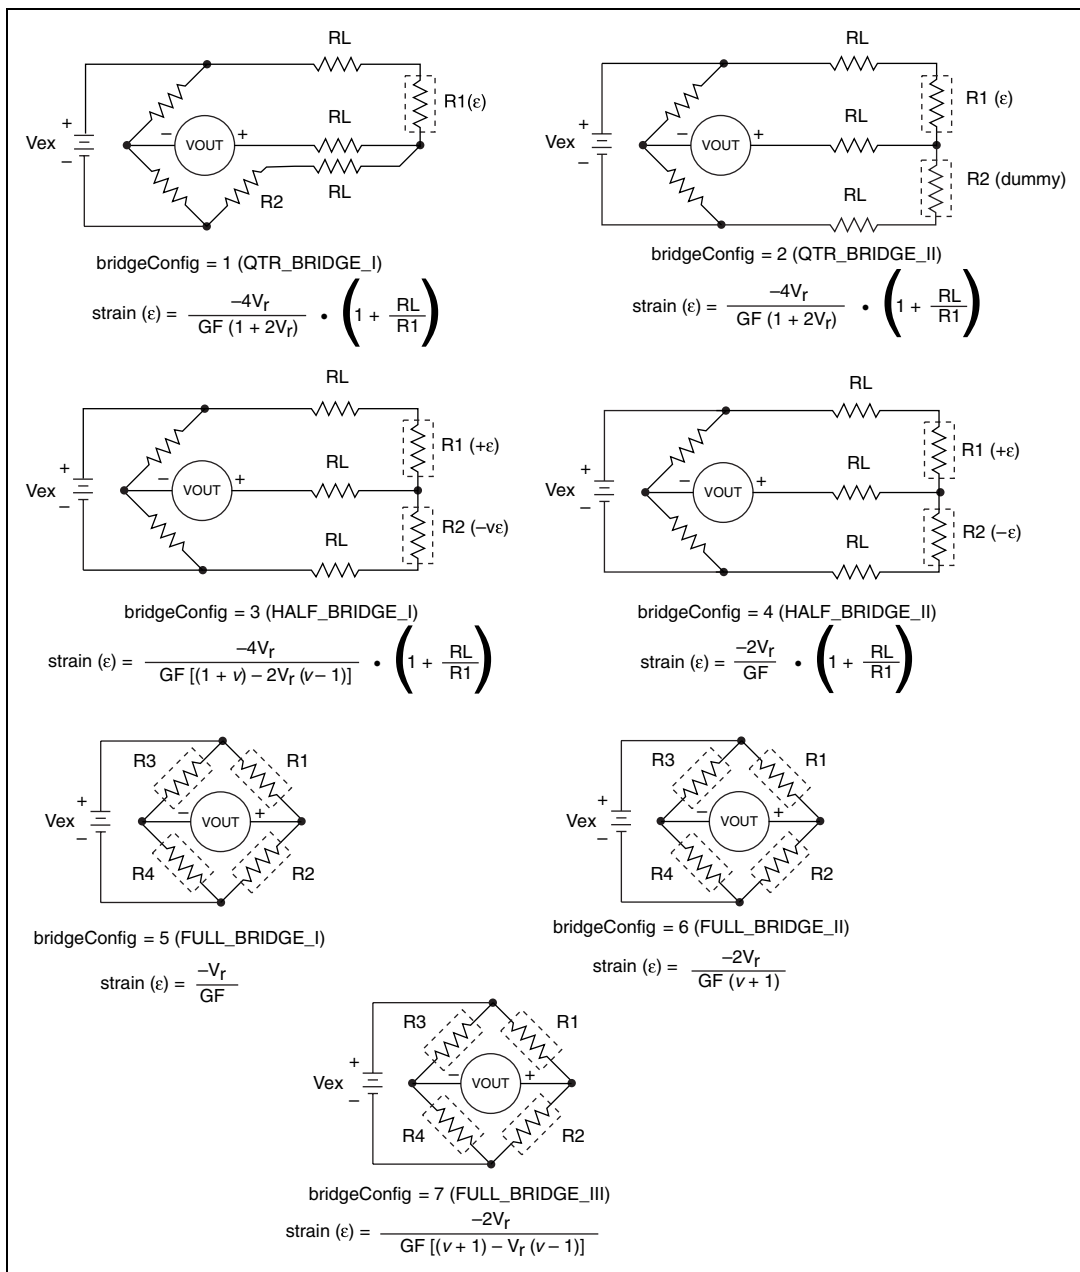 RL
R1(ε)
+
Vex
−
− VOUT +
RL
RL
R2
bridgeConfig = 1 (QTR_BRIDGE_I)
strain (ε) = −4Vr / GF (1 + 2Vr) • (1 + RL / R1)
RL
R1 (ε)
+
Vex
−
− VOUT +
RL
R2 (dummy)
RL
bridgeConfig = 2 (QTR_BRIDGE_II)
strain (ε) = −4Vr / GF (1 + 2Vr) • (1 + RL / R1)
RL
R1 (+ε)
+
Vex
−
− VOUT +
RL
R2 (−vε)
RL
bridgeConfig = 3 (HALF_BRIDGE_I)
strain (ε) = −4Vr / GF [(1 + v) − 2Vr (v − 1)] • (1 + RL / R1)
RL
R1 (+ε)
+
Vex
−
− VOUT +
RL
R2 (−ε)
RL
bridgeConfig = 4 (HALF_BRIDGE_II)
strain (ε) = −2Vr / GF • (1 + RL / R1)
R3 R1
+
Vex
−
− VOUT +
R4 R2
bridgeConfig = 5 (FULL_BRIDGE_I)
strain (ε) = −Vr / GF
R3 R1
+
Vex
−
− VOUT +
R4 R2
bridgeConfig = 6 (FULL_BRIDGE_II)
strain (ε) = −2Vr / GF (v + 1)
R3 R1
+
Vex
−
− VOUT +
R4 R2
bridgeConfig = 7 (FULL_BRIDGE_III)
strain (ε) = −2Vr / GF [(v + 1) − Vr (v − 1)]